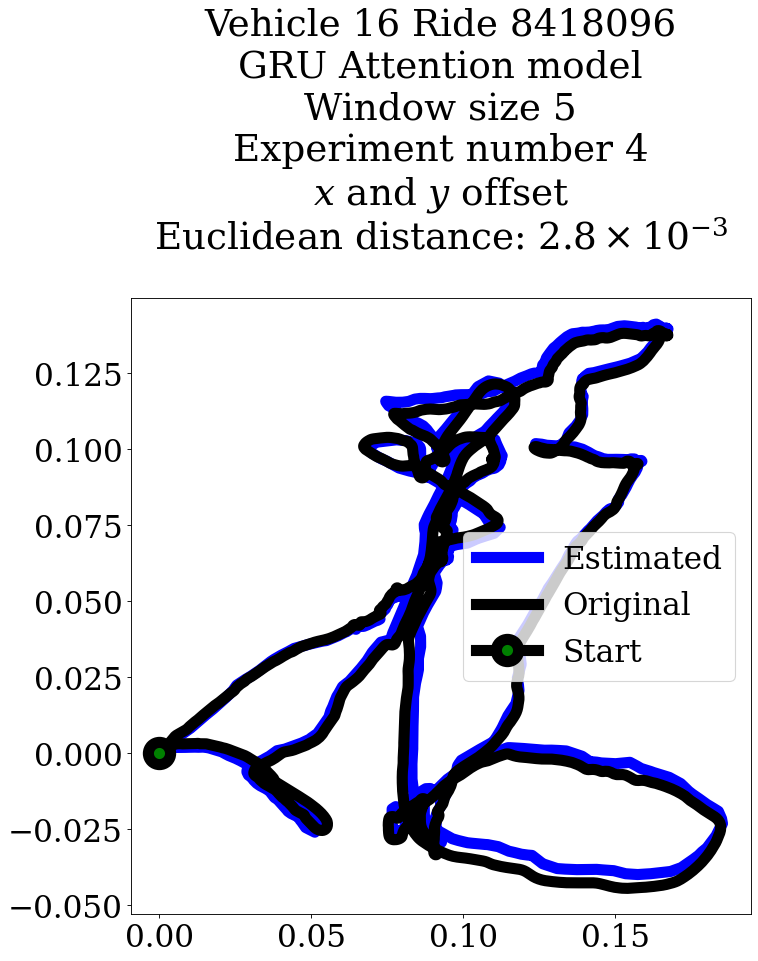 Vehicle 16 Ride 8418096
GRU Attention model
Window size 5
Experiment number 4
x and y offset
Euclidean distance: 2.8 × 10⁻³
0.125
0.100
0.075
0.050
0.025
0.000
−0.025
−0.050
Estimated
Original
Start
0.00 0.05 0.10 0.15